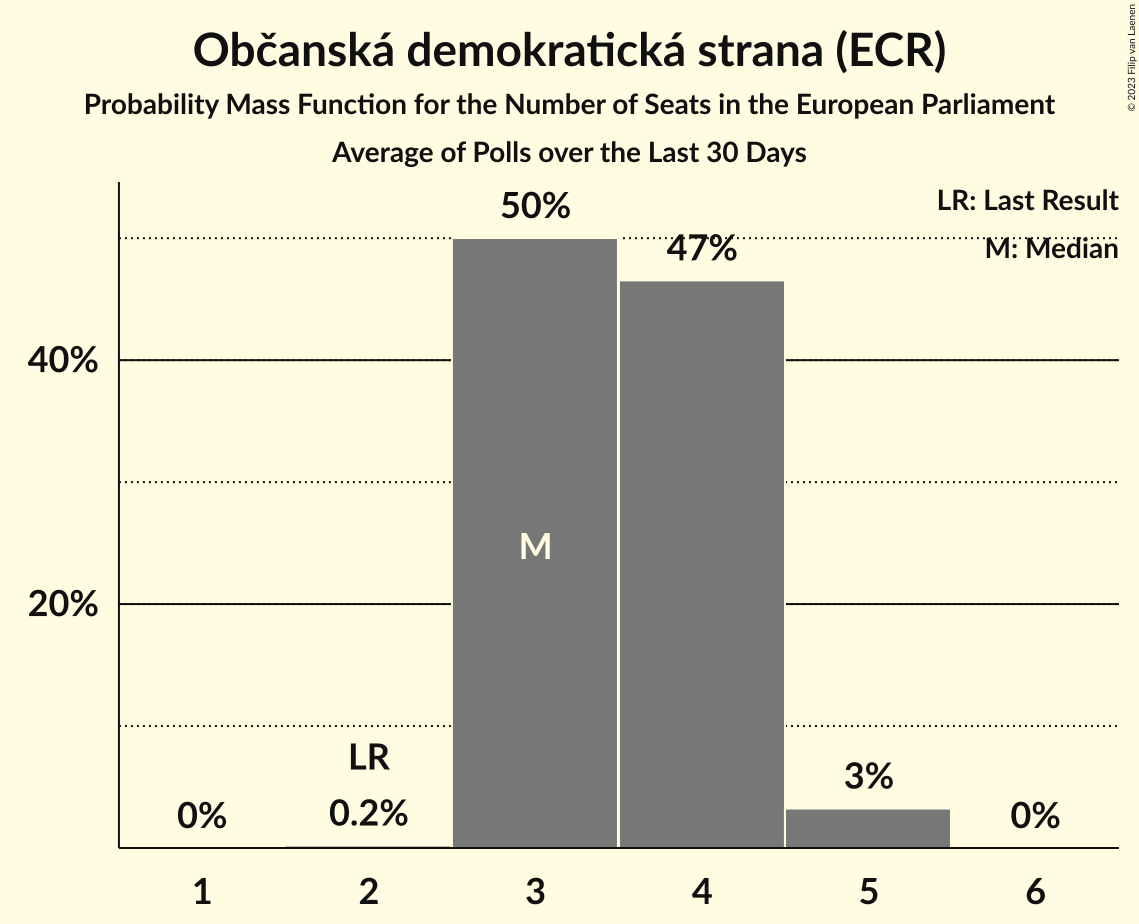 Občanská demokratická strana (ECR)
Probability Mass Function for the Number of Seats in the European Parliament
Average of Polls over the Last 30 Days
© 2023 Filip van Laenen
LR: Last Result
M: Median
50%
47%
40%
20%
M
LR
0%
0.2%
3%
0%
1 2 3 4 5 6